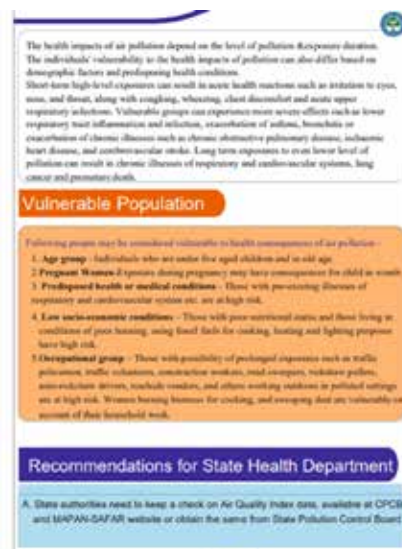 The health impacts of air pollution depend on the level of pollution &exposure duration.
The individuals' vulnerability to the health impacts of pollution can also differ based on
demographic factors and predisposing health conditions.
Short-term high-level exposures can result in acute health reactions such as irritation to eyes,
nose, and throat, along with coughing, wheezing, chest discomfort and acute upper
respiratory infections. Vulnerable groups can experience more severe effects such as lower
respiratory tract inflammation and infection, exacerbation of asthma, bronchitis or
exacerbation of chronic illnesses such as chronic obstructive pulmonary disease, ischaemic
heart disease, and cerebrovascular stroke. Long term exposures to even lower level of
pollution can result in chronic illnesses of respiratory and cardiovascular systems, lung
cancer and premature death.
Vulnerable Population
Following people may be considered vulnerable to health consequences of air pollution -
1. Age group - Individuals who are under five aged children and in old age.
2.Pregnant Women-Exposure during pregnancy may have consequences for child in womb
3. Predisposed health or medical conditions - Those with pre-existing illnesses of
respiratory and cardiovascular system etc. are at high risk.
4. Low socio-economic conditions - Those with poor nutritional status and those living in
conditions of poor housing, using fossil fuels for cooking, heating and lighting purposes
have high risk.
5.Occupational group - Those with possibility of prolonged exposure such as traffic
policemen, traffic volunteers, construction workers, road sweepers, rickshaw pullers,
auto-rickshaw drivers, roadside vendors, and others working outdoors in polluted settings
are at high risk. Women burning biomass for cooking, and sweeping dust are vulnerable on
account of their household work.
Recommendations for State Health Department
A. State authorities need to keep a check on Air Quality Index data, available at CPCB
and MAPAN-SAFAR website or obtain the same from State Pollution Control Board